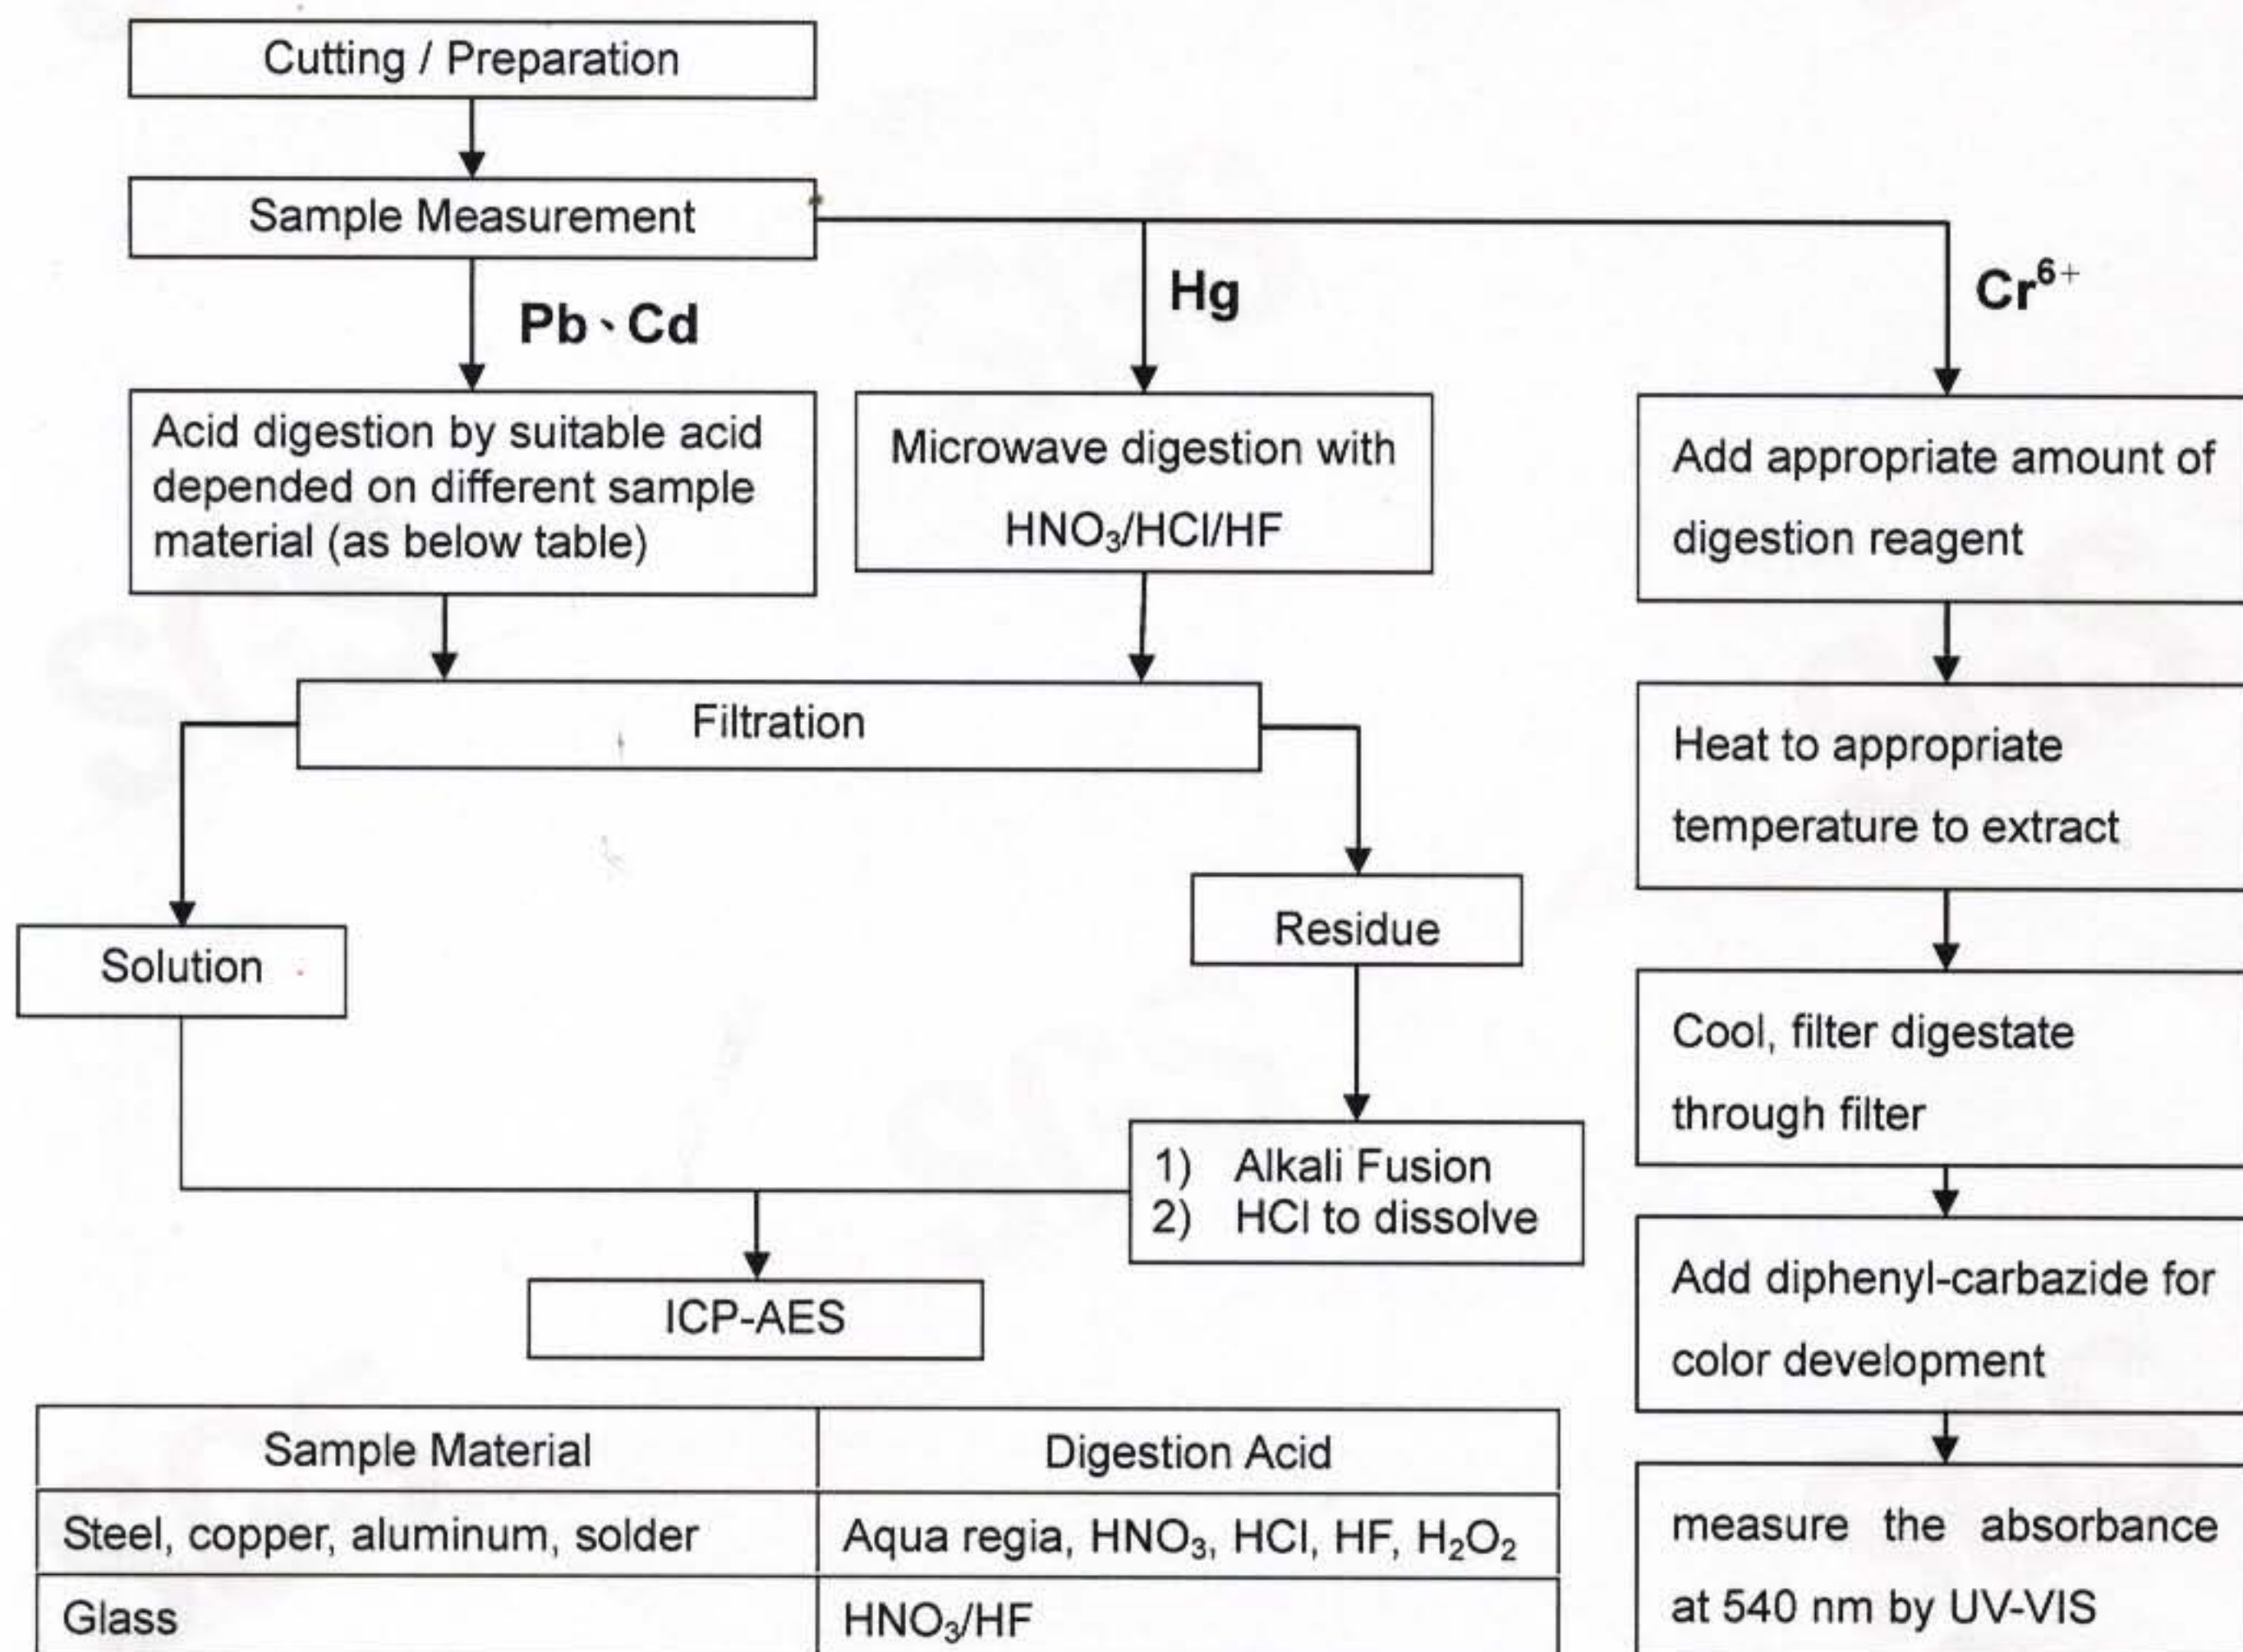 Cutting / Preparation
Sample Measurement
Pb、Cd
Hg
Cr⁶⁺
Acid digestion by suitable acid
depended on different sample
material (as below table)
Microwave digestion with
HNO₃/HCl/HF
Add appropriate amount of
digestion reagent
Filtration
Heat to appropriate
temperature to extract
Solution
Residue
Cool, filter digestate
through filter
1) Alkali Fusion
2) HCl to dissolve
ICP-AES
Add diphenyl-carbazide for
color development
Sample Material
Digestion Acid
Steel, copper, aluminum, solder
Aqua regia, HNO₃, HCl, HF, H₂O₂
Glass
HNO₃/HF
measure the absorbance
at 540 nm by UV-VIS